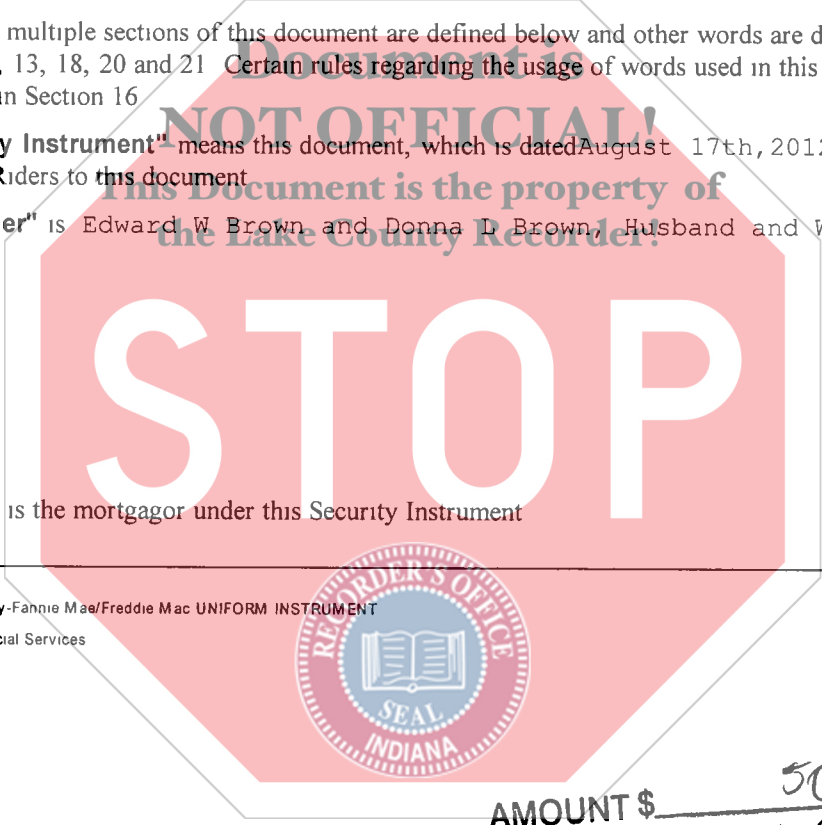 multiple sections of this document are defined below and other words are d
Document is
, 13, 18, 20 and 21 Certain rules regarding the usage of words used in this
in Section 16
NOT OFFICIAL!
y Instrument" means this document, which is datedAugust 17th,2012
Riders to this document
This Document is the property of
er" is Edward W Brown and Donna L Brown, Husband and W
the Lake County Recorder!
STOP
is the mortgagor under this Security Instrument
y-Fannie Mae/Freddie Mac UNIFORM INSTRUMENT
cial Services
RECORDER'S OFFICE
SEAL
INDIANA
AMOUNT $